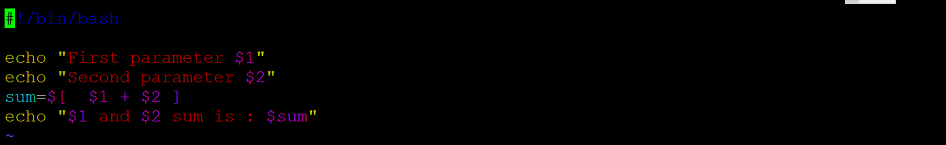 #!/bin/bash
echo "First parameter $1"
echo "Second parameter $2"
sum=$[  $1 + $2 ]
echo "$1 and $2 sum is : $sum"
~